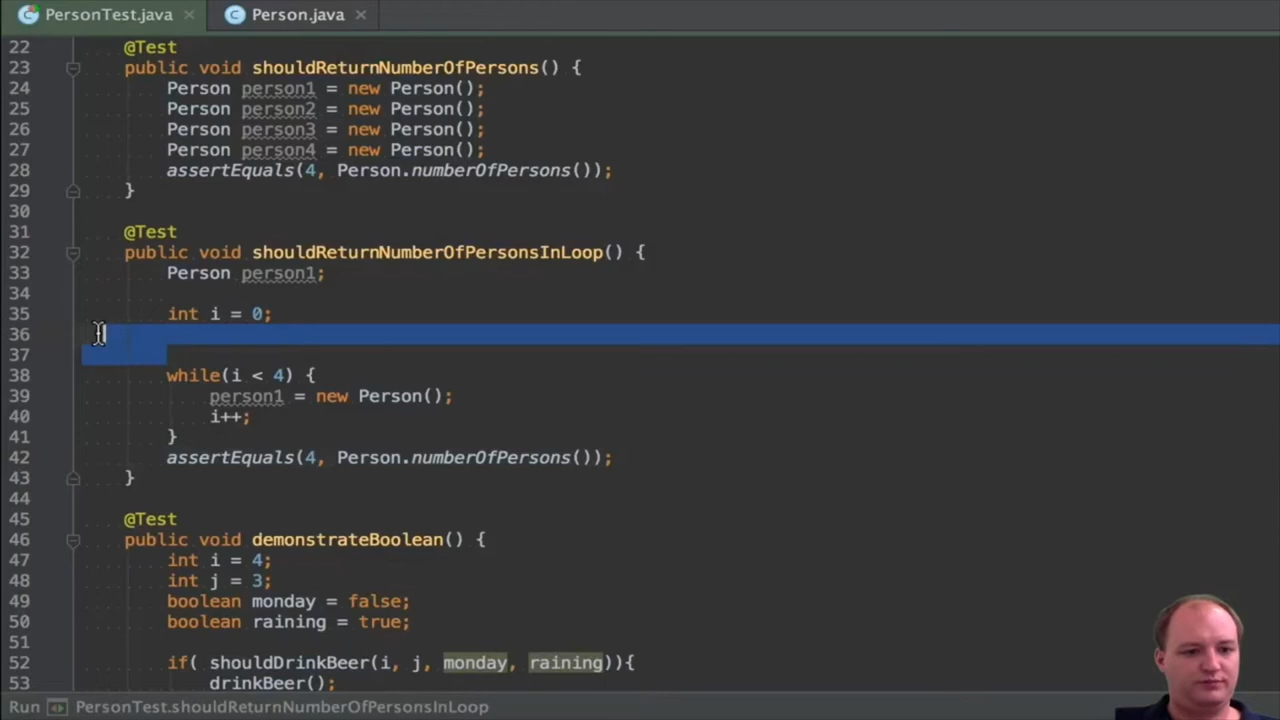 PersonTest.java × Person.java ×
22 @Test
23 public void shouldReturnNumberOfPersons() {
24 Person person1 = new Person();
25 Person person2 = new Person();
26 Person person3 = new Person();
27 Person person4 = new Person();
28 assertEquals(4, Person.numberOfPersons());
29 }
30
31 @Test
32 public void shouldReturnNumberOfPersonsInLoop() {
33 Person person1;
34
35 int i = 0;
36
37
38 while(i < 4) {
39 person1 = new Person();
40 i++;
41 }
42 assertEquals(4, Person.numberOfPersons());
43 }
44
45 @Test
46 public void demonstrateBoolean() {
47 int i = 4;
48 int j = 3;
49 boolean monday = false;
50 boolean raining = true;
51
52 if( shouldDrinkBeer(i, j, monday, raining)){
53 drinkBeer();
Run PersonTest.shouldReturnNumberOfPersonsInLoop